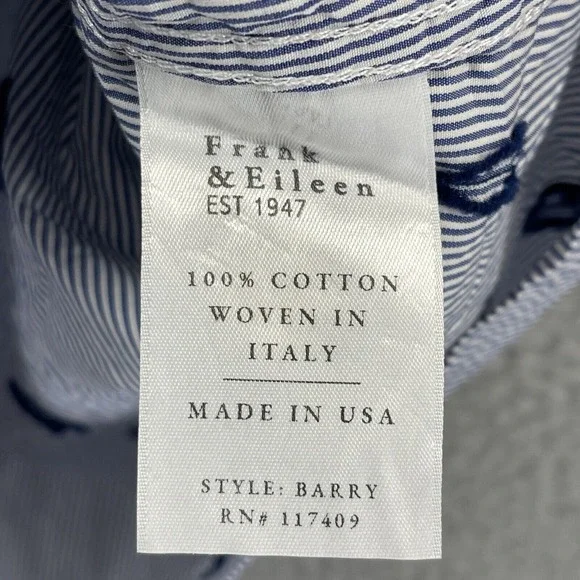 Frank
& Eileen
EST 1947
100% COTTON
WOVEN IN
ITALY
MADE IN USA
STYLE: BARRY
RN# 117409